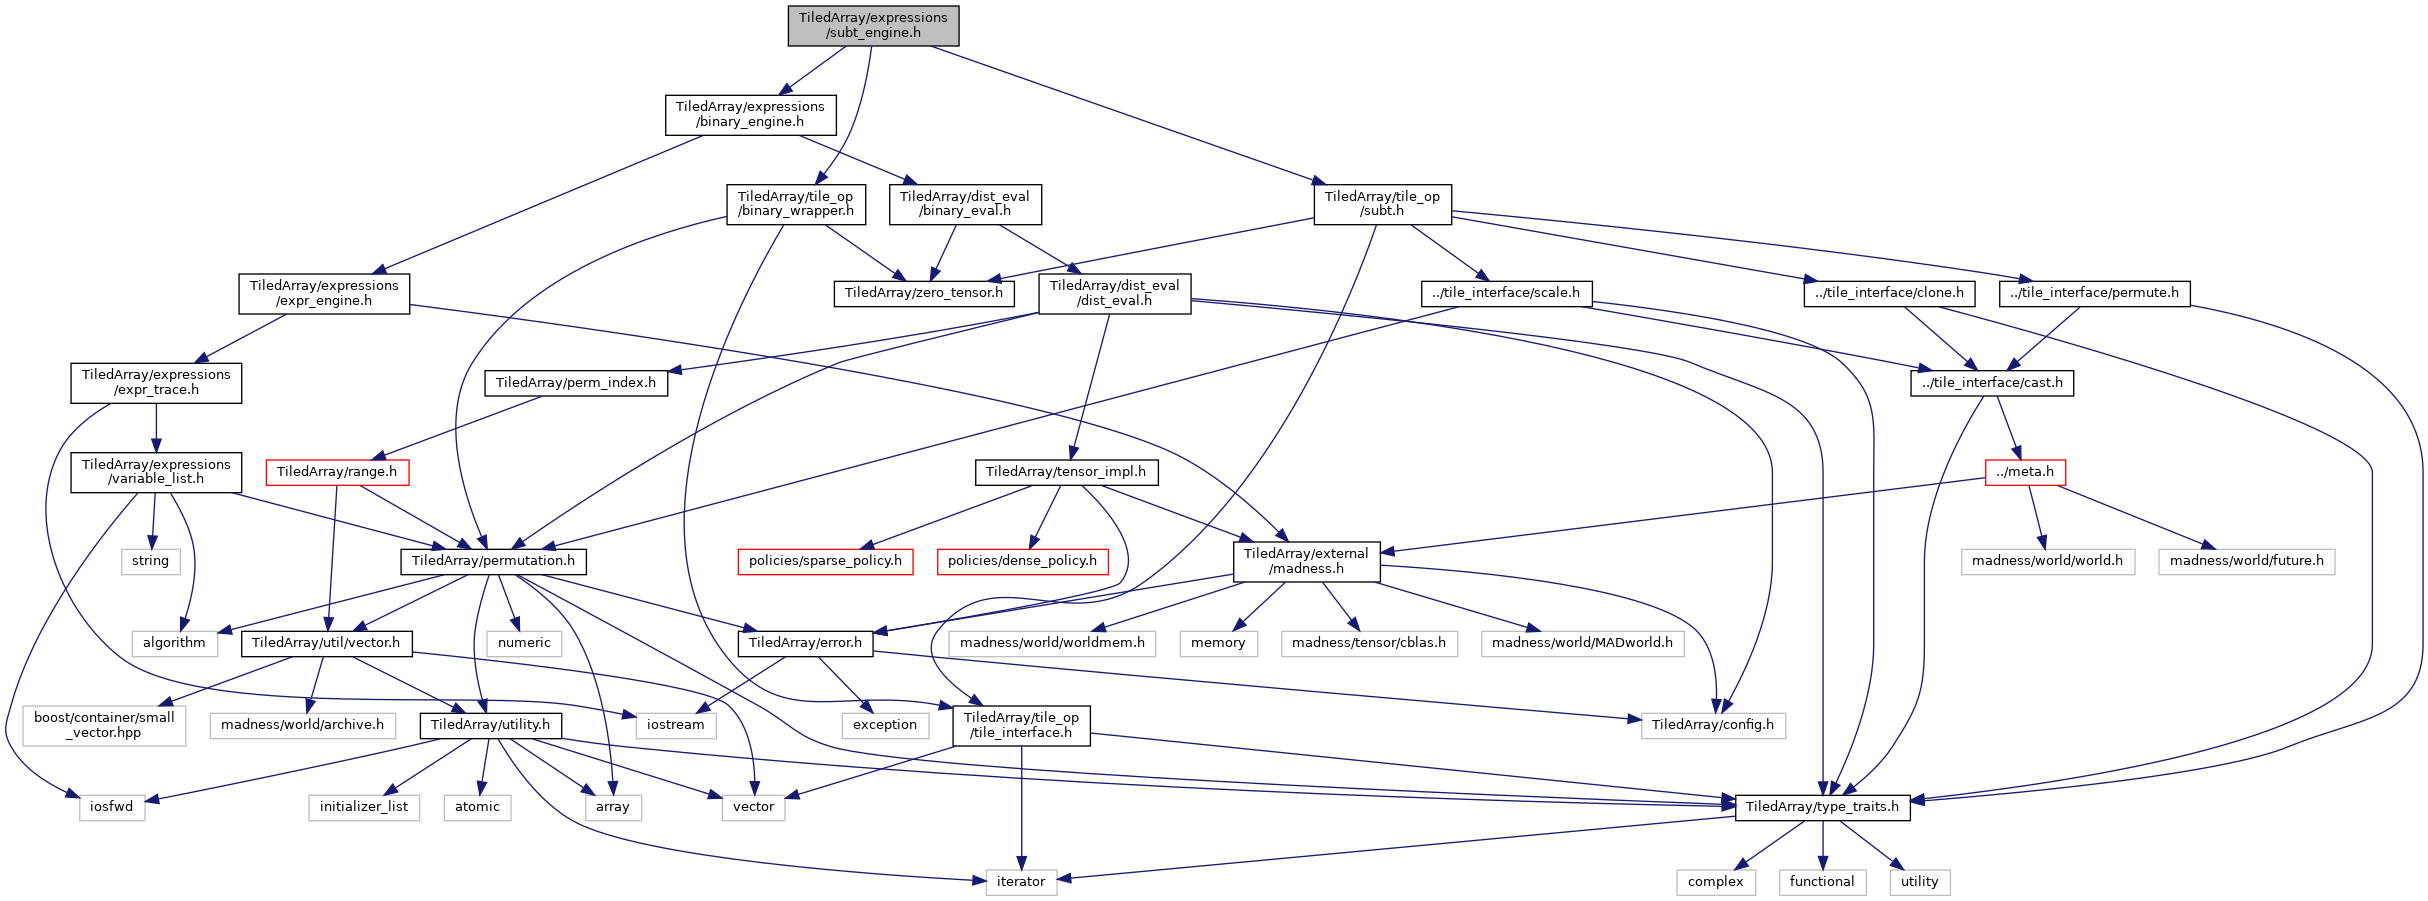 TiledArray/expressions
/subt_engine.h
TiledArray/expressions
/binary_engine.h
TiledArray/tile_op
/binary_wrapper.h
TiledArray/dist_eval
/binary_eval.h
TiledArray/tile_op
/subt.h
TiledArray/expressions
/expr_engine.h
TiledArray/zero_tensor.h
TiledArray/dist_eval
/dist_eval.h
../tile_interface/scale.h
../tile_interface/clone.h
../tile_interface/permute.h
TiledArray/expressions
/expr_trace.h
TiledArray/perm_index.h
../tile_interface/cast.h
TiledArray/expressions
/variable_list.h
TiledArray/range.h
TiledArray/tensor_impl.h
../meta.h
string
TiledArray/permutation.h
policies/sparse_policy.h
policies/dense_policy.h
TiledArray/external
/madness.h
madness/world/world.h
madness/world/future.h
algorithm
TiledArray/util/vector.h
numeric
TiledArray/error.h
madness/world/worldmem.h
memory
madness/tensor/cblas.h
madness/world/MADworld.h
boost/container/small
_vector.hpp
madness/world/archive.h
TiledArray/utility.h
iostream
exception
TiledArray/tile_op
/tile_interface.h
TiledArray/config.h
iosfwd
initializer_list
atomic
array
vector
TiledArray/type_traits.h
iterator
complex
functional
utility